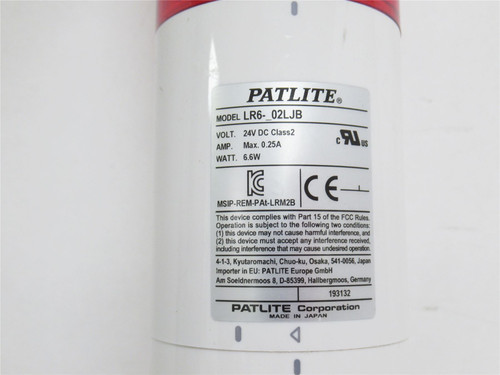 PATLITE®
MODEL LR6-_02LJB
VOLT. 24V DC Class2
AMP. Max. 0.25A
WATT. 6.6W
c RU US
KC
CE
MSIP-REM-PAt-LRM2B
This device complies with Part 15 of the FCC Rules.
Operation is subject to the following two conditions:
(1) this device may not cause harmful interference, and
(2) this device must accept any interference received,
including interference that may cause undesired operation.
4-1-3, Kyutaromachi, Chuo-ku, Osaka, 541-0056, Japan
Importer in EU: PATLITE Europe GmbH
Am Soeldnermoos 8, D-85399, Hallbergmoos, Germany
193132
PATLITE Corporation
MADE IN JAPAN